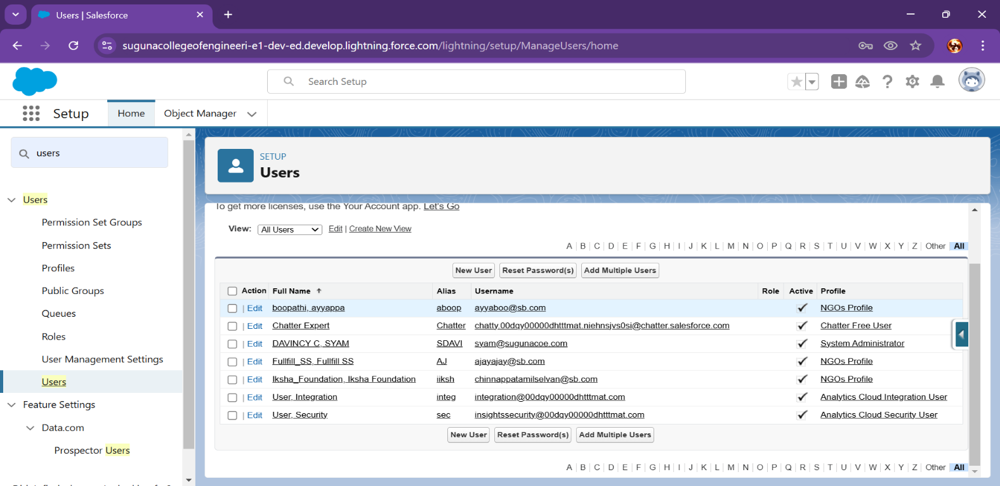 Users | Salesforce
sugunacollegeofengineeri-e1-dev-ed.develop.lightning.force.com/lightning/setup/ManageUsers/home
Search Setup
Setup Home Object Manager
users
Users
Permission Set Groups
Permission Sets
Profiles
Public Groups
Queues
Roles
User Management Settings
Users
Feature Settings
Data.com
Prospector Users
SETUP
Users
To get more licenses, use the Your Account app. Let's Go
View: All Users Edit | Create New View
A | B | C | D | E | F | G | H | I | J | K | L | M | N | O | P | Q | R | S | T | U | V | W | X | Y | Z | Other | All
New User Reset Password(s) Add Multiple Users
Action Full Name ↑ Alias Username Role Active Profile
| Edit boopathi, ayyappa aboop ayyaboo@sb.com ✓ NGOs Profile
| Edit Chatter Expert Chatter chatty.00dqy00000dhtttmat.niehnsjvs0si@chatter.salesforce.com ✓ Chatter Free User
| Edit DAVINCY C, SYAM SDAVI syam@sugunacoe.com ✓ System Administrator
| Edit Fullfill_SS, Fullfill SS AJ ajayajay@sb.com ✓ NGOs Profile
| Edit Iksha_Foundation, Iksha Foundation iiksh chinnappatamilselvan@sb.com ✓ NGOs Profile
| Edit User, Integration integ integration@00dqy00000dhtttmat.com ✓ Analytics Cloud Integration User
| Edit User, Security sec insightssecurity@00dqy00000dhtttmat.com ✓ Analytics Cloud Security User
New User Reset Password(s) Add Multiple Users
A | B | C | D | E | F | G | H | I | J | K | L | M | N | O | P | Q | R | S | T | U | V | W | X | Y | Z | Other | All